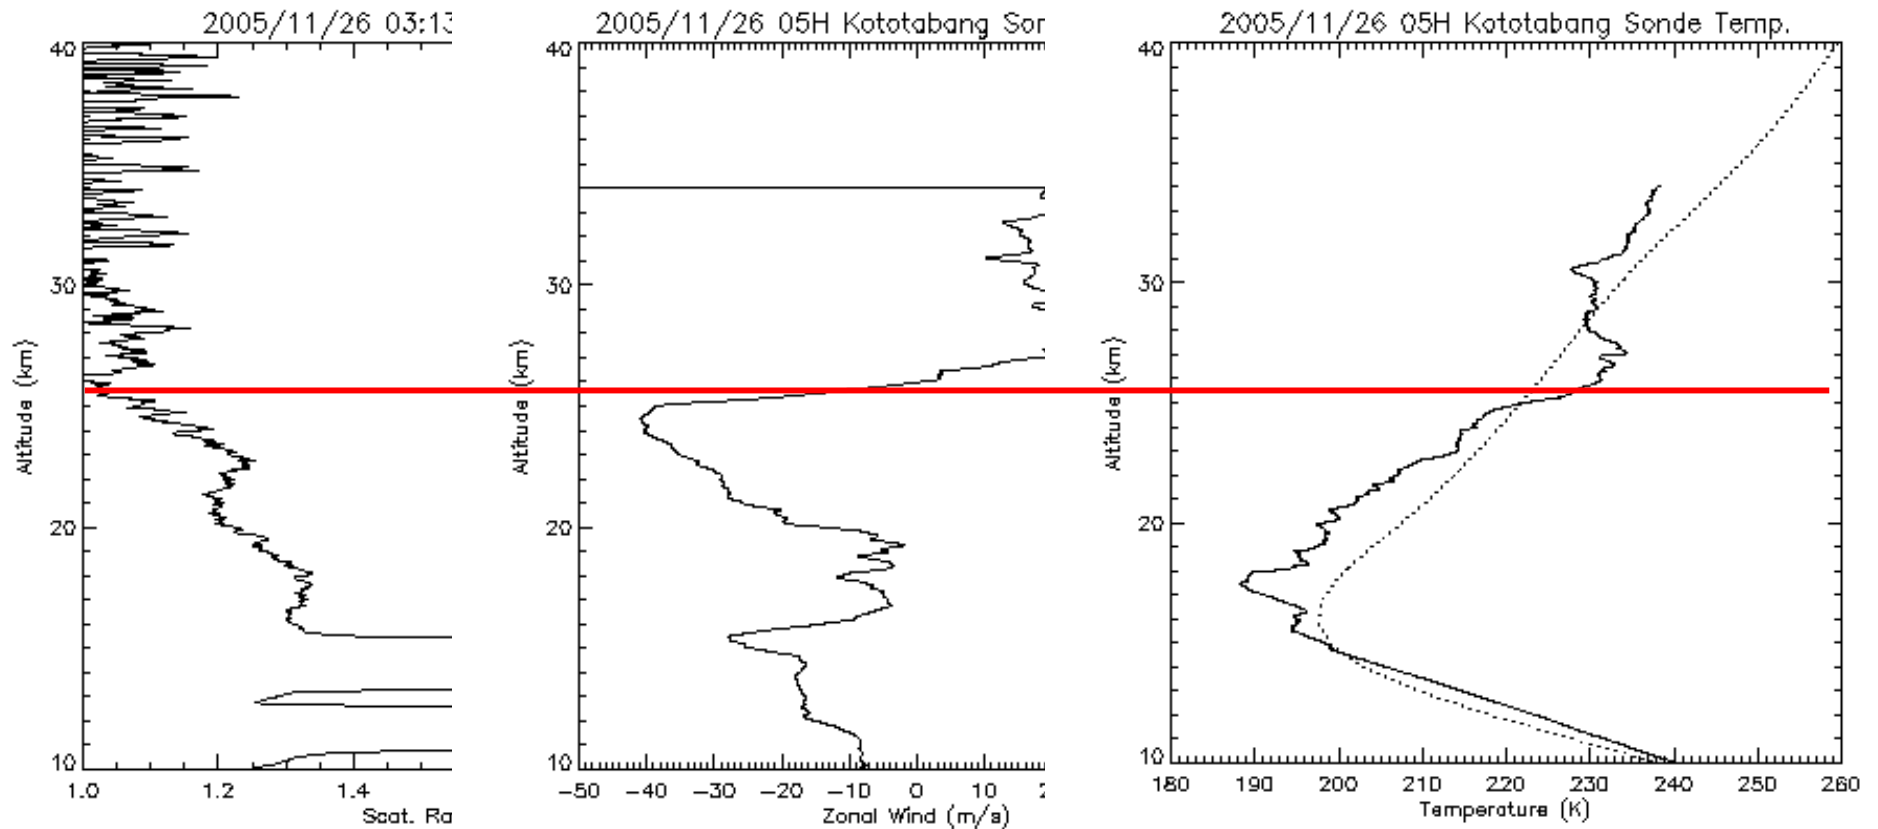 2005/11/26 03:13
40
30
20
10
1.0 1.2 1.4
Altitude (km)
Scat. Ra
2005/11/26 05H Kototabang Son
40
30
20
10
-50 -40 -30 -20 -10 0 10 2
Altitude (km)
Zonal Wind (m/s)
2005/11/26 05H Kototabang Sonde Temp.
40
30
20
10
180 190 200 210 220 230 240 250 260
Altitude (km)
Temperature (K)